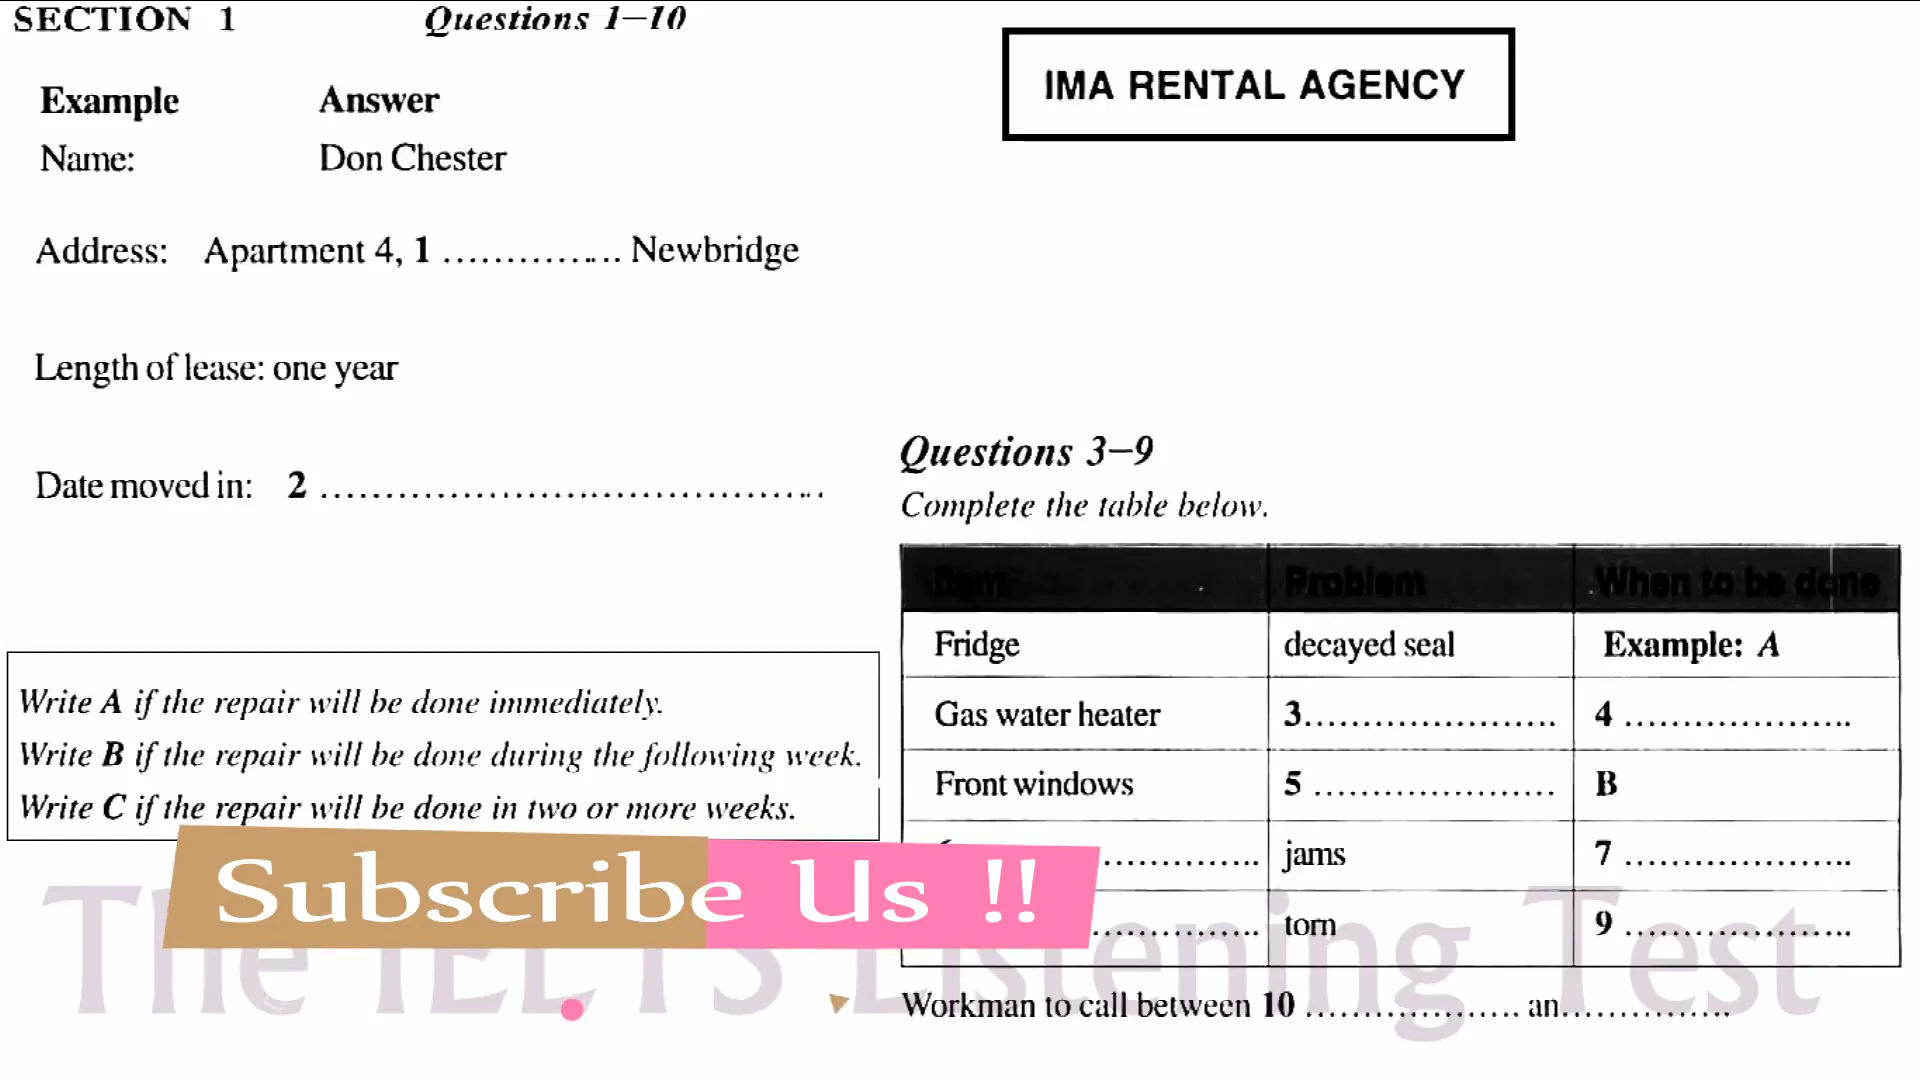 SECTION 1 Questions 1–10
IMA RENTAL AGENCY
Example Answer
Name: Don Chester
Address: Apartment 4, 1 ............... Newbridge
Length of lease: one year
Date moved in: 2 .......................................
Write A if the repair will be done immediately.
Write B if the repair will be done during the following week.
Write C if the repair will be done in two or more weeks.
Questions 3–9
Complete the table below.
Item Problem When to be done
Fridge decayed seal Example: A
Gas water heater 3.................... 4 ..................
Front windows 5 ................... B
............. jams 7 ..................
............. torn 9 ..................
Workman to call between 10 ................. an..............
Subscribe Us !!
The IELTS Listening Test